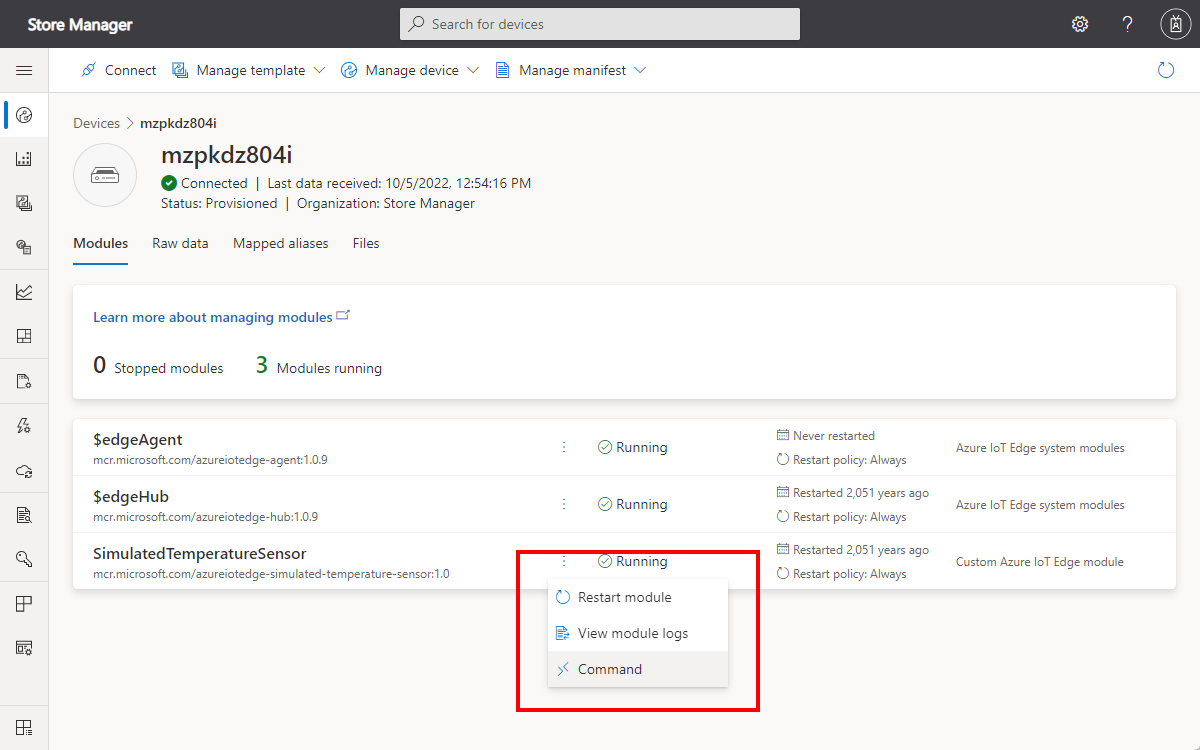 Store Manager
Search for devices
?
Connect
Manage template
Manage device
Manage manifest
Devices > mzpkdz804i
mzpkdz804i
Connected | Last data received: 10/5/2022, 12:54:16 PM
Status: Provisioned | Organization: Store Manager
Modules
Raw data
Mapped aliases
Files
Learn more about managing modules
0 Stopped modules
3 Modules running
$edgeAgent
mcr.microsoft.com/azureiotedge-agent:1.0.9
Running
Never restarted
Restart policy: Always
Azure IoT Edge system modules
$edgeHub
mcr.microsoft.com/azureiotedge-hub:1.0.9
Running
Restarted 2,051 years ago
Restart policy: Always
Azure IoT Edge system modules
SimulatedTemperatureSensor
mcr.microsoft.com/azureiotedge-simulated-temperature-sensor:1.0
Running
Restarted 2,051 years ago
Restart policy: Always
Custom Azure IoT Edge module
Restart module
View module logs
Command